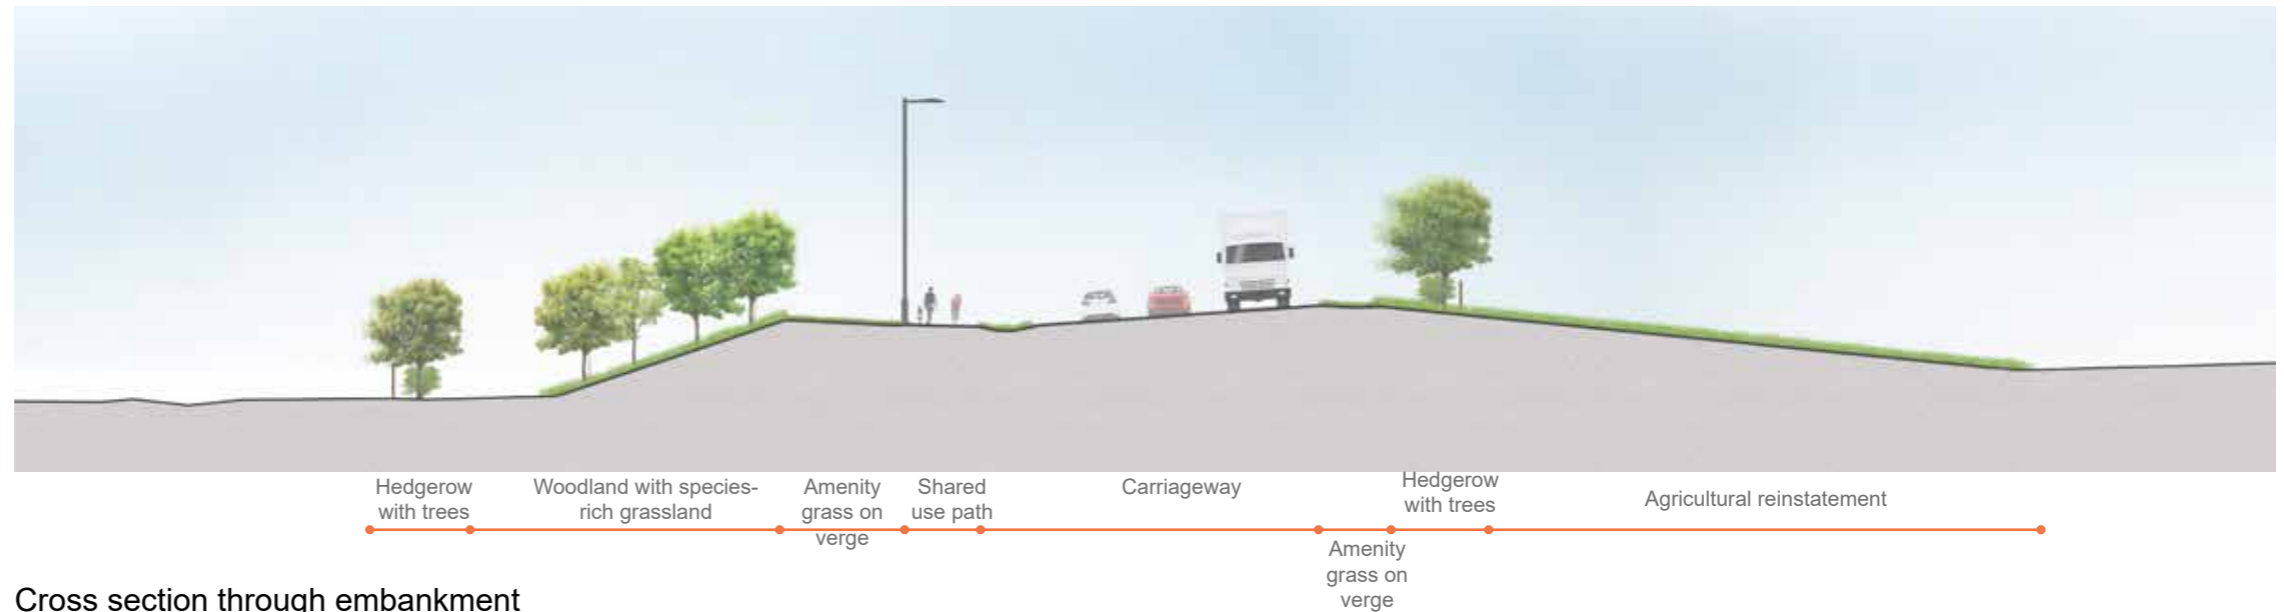 Hedgerow
with trees
Woodland with species-
rich grassland
Amenity
grass on
verge
Shared
use path
Carriageway
Amenity
grass on
verge
Hedgerow
with trees
Agricultural reinstatement
Cross section through embankment